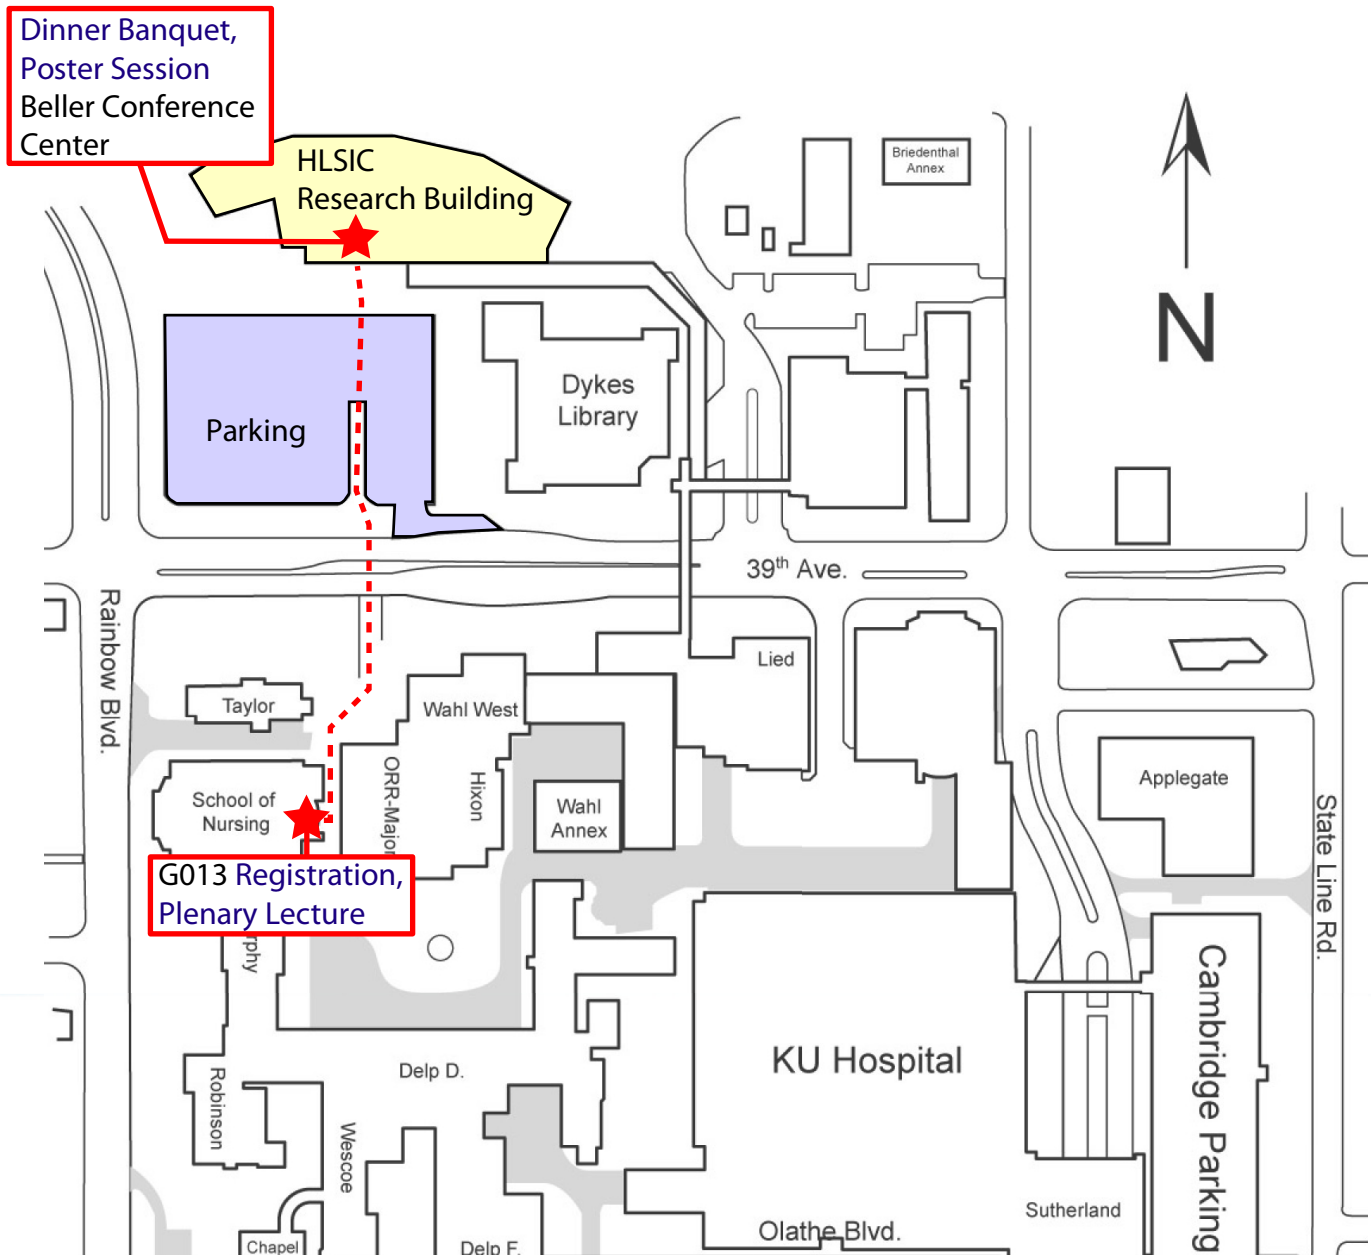 Dinner Banquet,
Poster Session
Beller Conference
Center
HLSIC
Research Building
Briedenthal
Annex
N
Dykes
Library
Parking
39th Ave.
Rainbow Blvd.
Lied
Taylor
Wahl West
ORR-Major
Hixon
School of
Nursing
Wahl
Annex
Applegate
State Line Rd.
G013 Registration,
Plenary Lecture
rphy
Cambridge Parking
KU Hospital
Delp D.
Robinson
Wescoe
Sutherland
Olathe Blvd.
Chapel
Delp F.